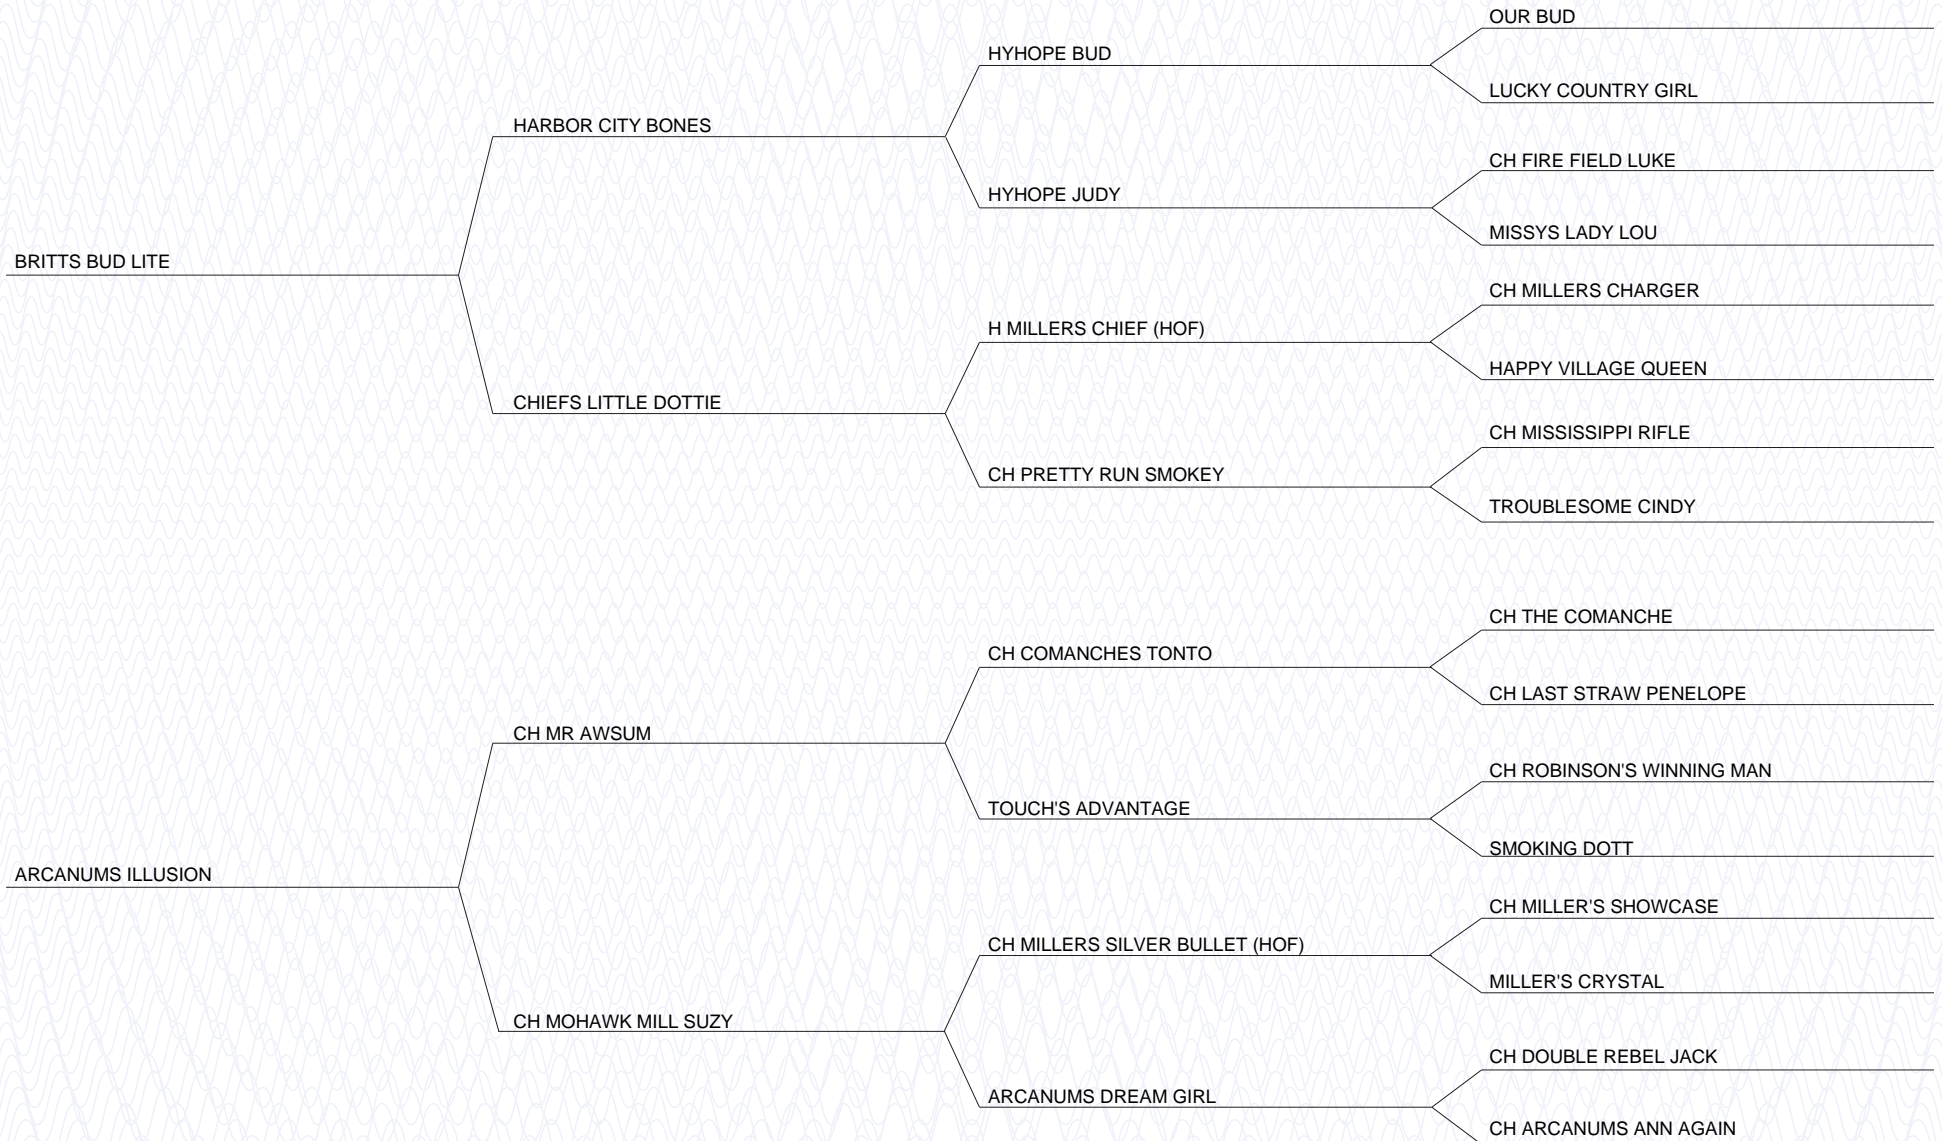 OUR BUD
HYHOPE BUD
LUCKY COUNTRY GIRL
HARBOR CITY BONES
CH FIRE FIELD LUKE
HYHOPE JUDY
MISSYS LADY LOU
BRITTS BUD LITE
CH MILLERS CHARGER
H MILLERS CHIEF (HOF)
HAPPY VILLAGE QUEEN
CHIEFS LITTLE DOTTIE
CH MISSISSIPPI RIFLE
CH PRETTY RUN SMOKEY
TROUBLESOME CINDY
CH THE COMANCHE
CH COMANCHES TONTO
CH LAST STRAW PENELOPE
CH MR AWSUM
CH ROBINSON'S WINNING MAN
TOUCH'S ADVANTAGE
SMOKING DOTT
ARCANUMS ILLUSION
CH MILLER'S SHOWCASE
CH MILLERS SILVER BULLET (HOF)
MILLER'S CRYSTAL
CH MOHAWK MILL SUZY
CH DOUBLE REBEL JACK
ARCANUMS DREAM GIRL
CH ARCANUMS ANN AGAIN